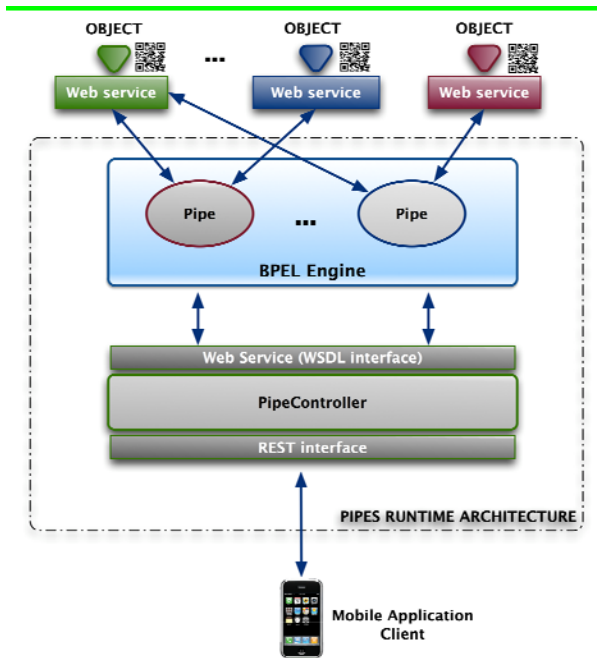 OBJECT
OBJECT
OBJECT
...
Web service
Web service
Web service
Pipe
...
Pipe
BPEL Engine
Web Service (WSDL interface)
PipeController
REST interface
PIPES RUNTIME ARCHITECTURE
Mobile Application
Client